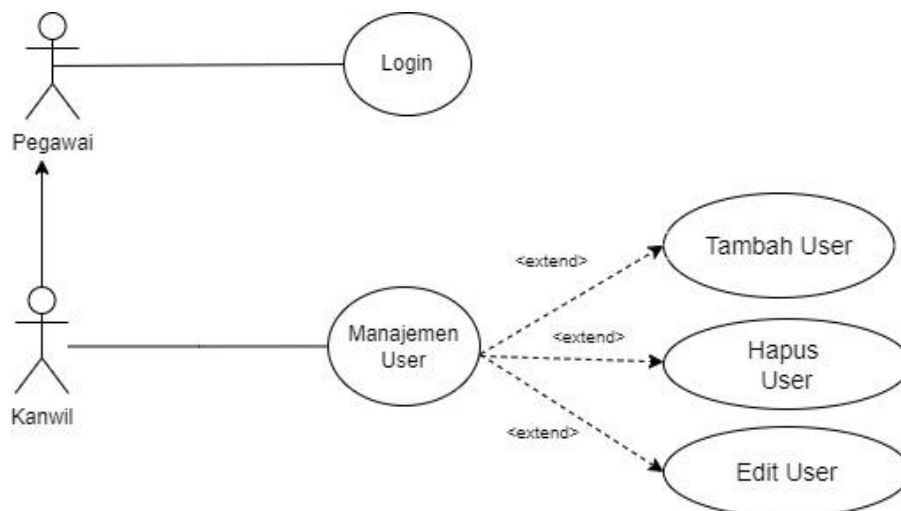 Login
Pegawai
Tambah User
<extend>
<extend>
Manajemen
User
Hapus
User
Kanwil
<extend>
Edit User